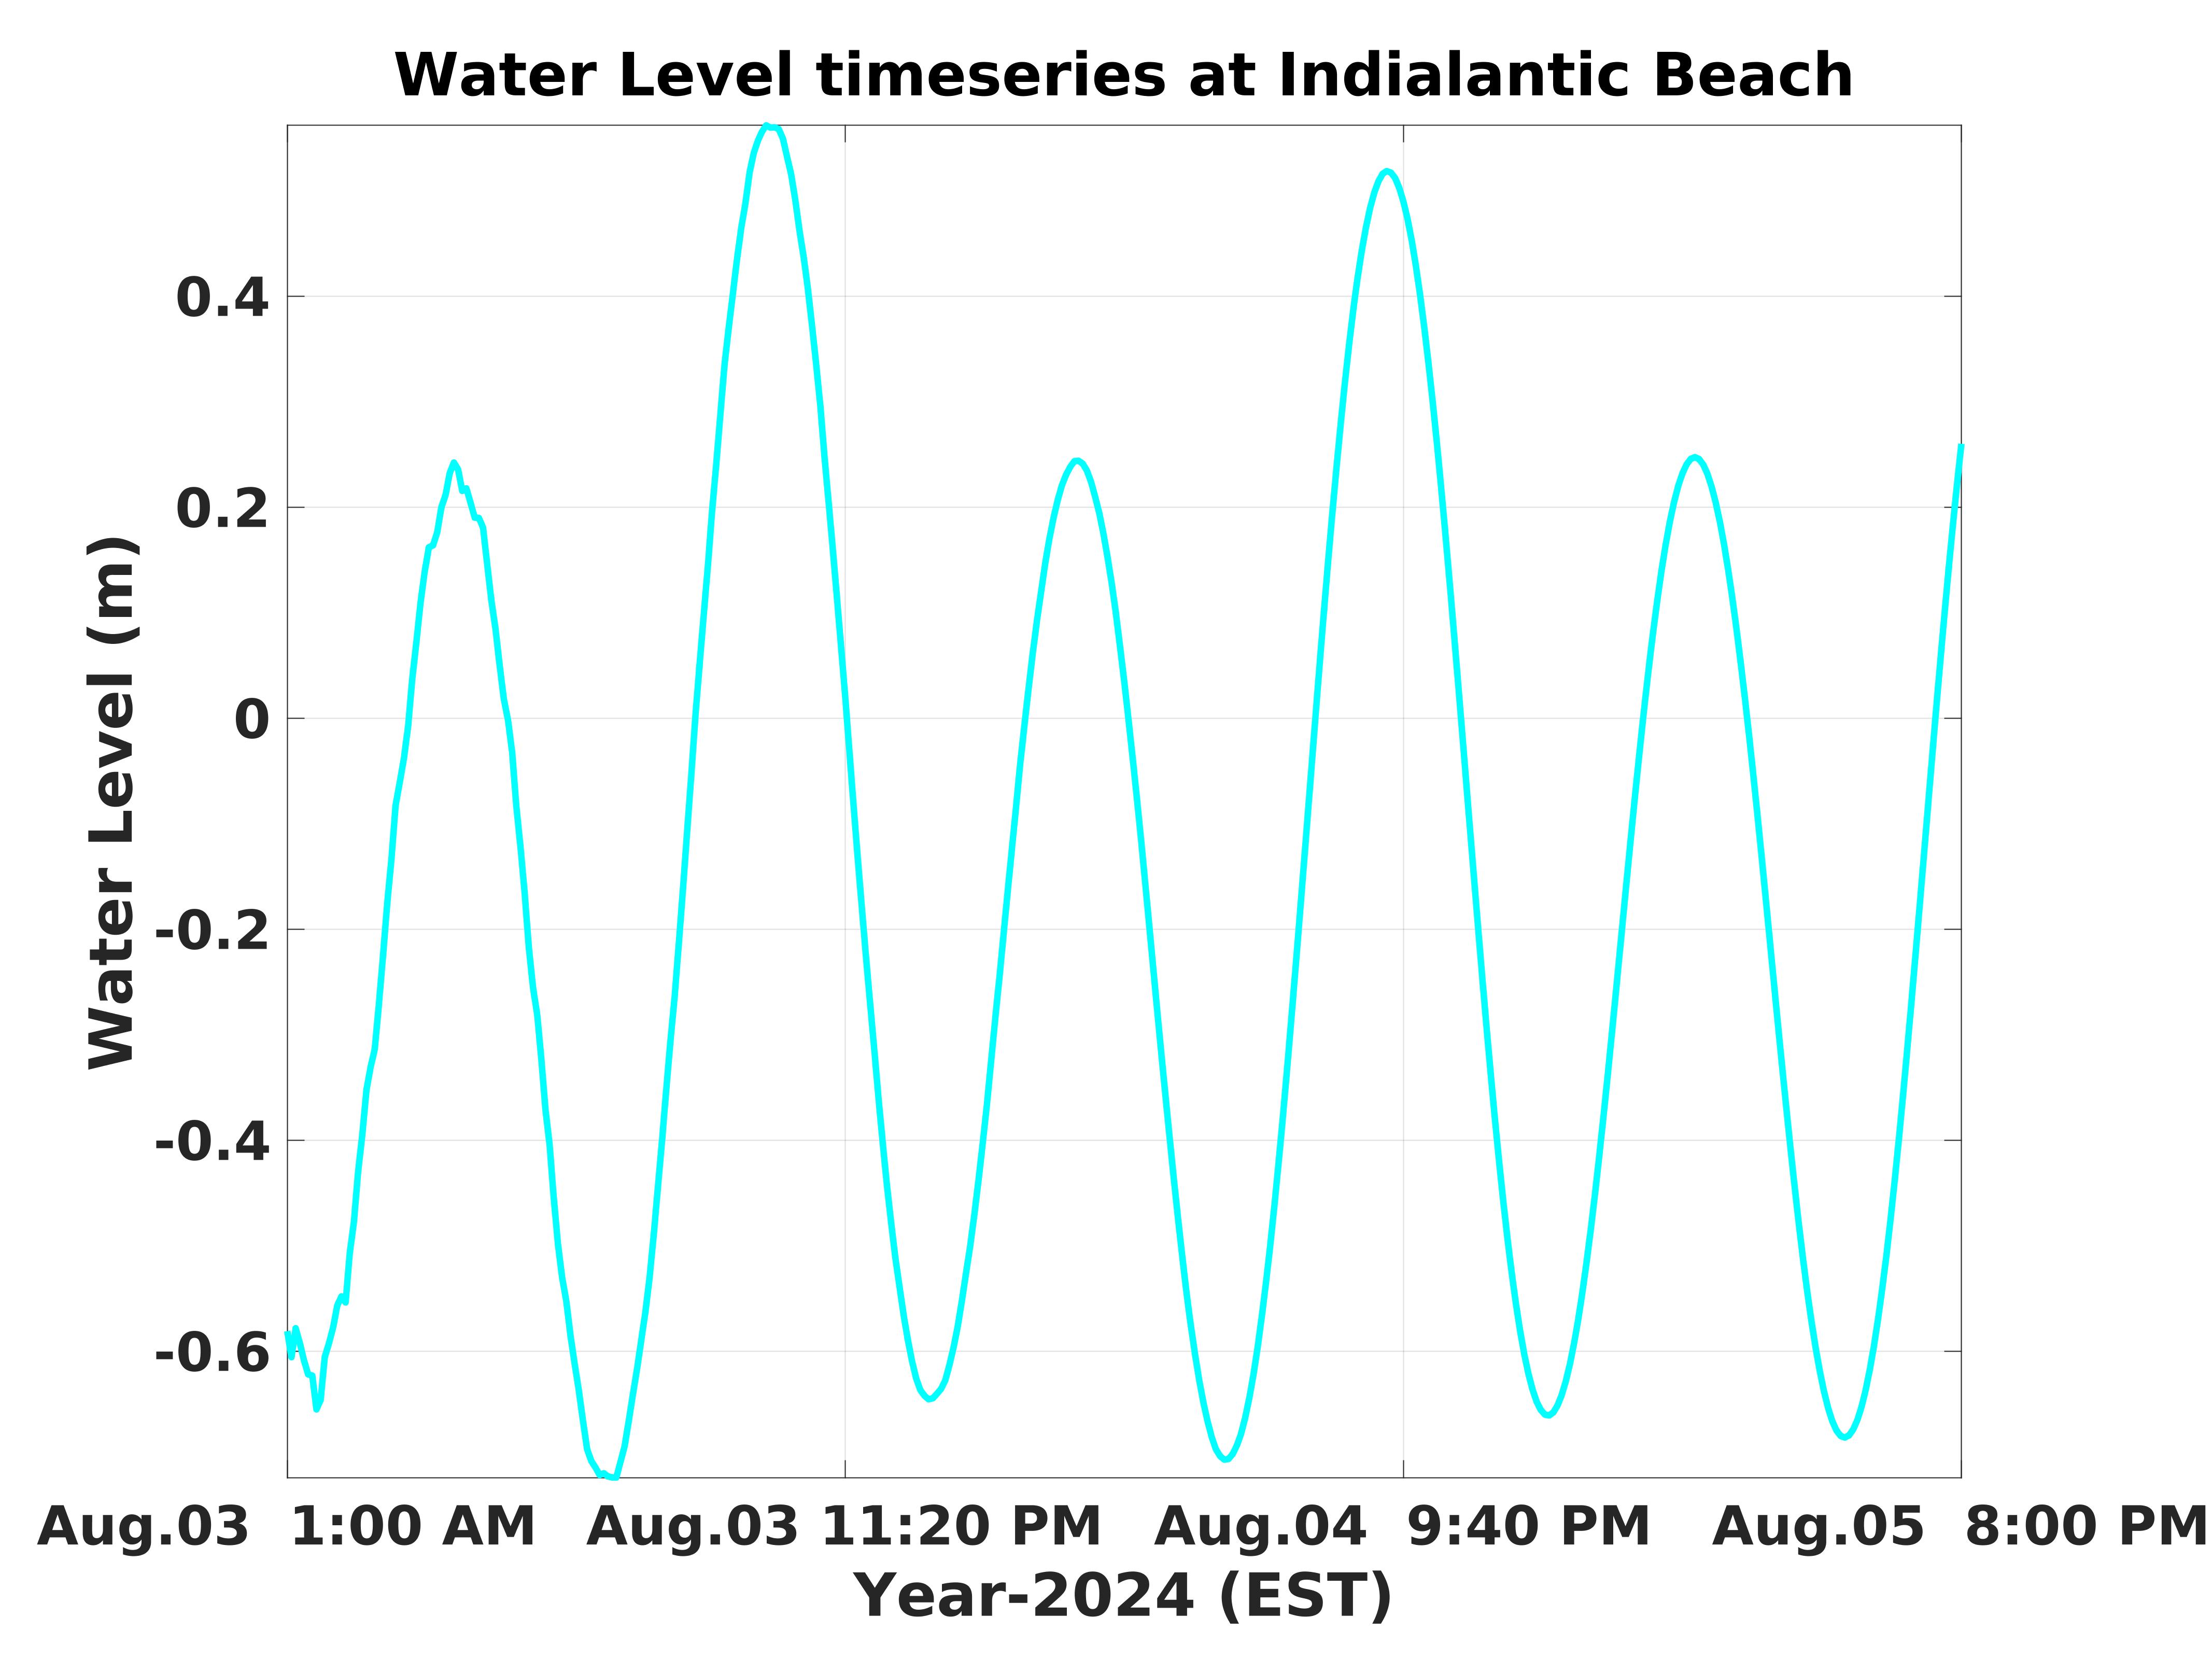 Water Level timeseries at Indialantic Beach
Water Level (m)
0.4
0.2
0
-0.2
-0.4
-0.6
Aug.03 1:00 AM Aug.03 11:20 PM Aug.04 9:40 PM Aug.05 8:00 PM
Year-2024 (EST)